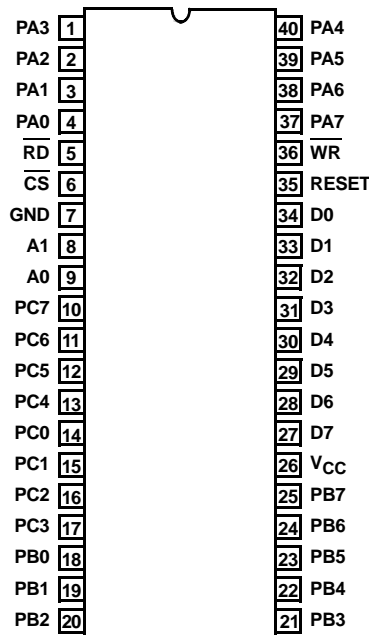 PA3 1 40 PA4
PA2 2 39 PA5
PA1 3 38 PA6
PA0 4 37 PA7
RD 5 36 WR
CS 6 35 RESET
GND 7 34 D0
A1 8 33 D1
A0 9 32 D2
PC7 10 31 D3
PC6 11 30 D4
PC5 12 29 D5
PC4 13 28 D6
PC0 14 27 D7
PC1 15 26 VCC
PC2 16 25 PB7
PC3 17 24 PB6
PB0 18 23 PB5
PB1 19 22 PB4
PB2 20 21 PB3